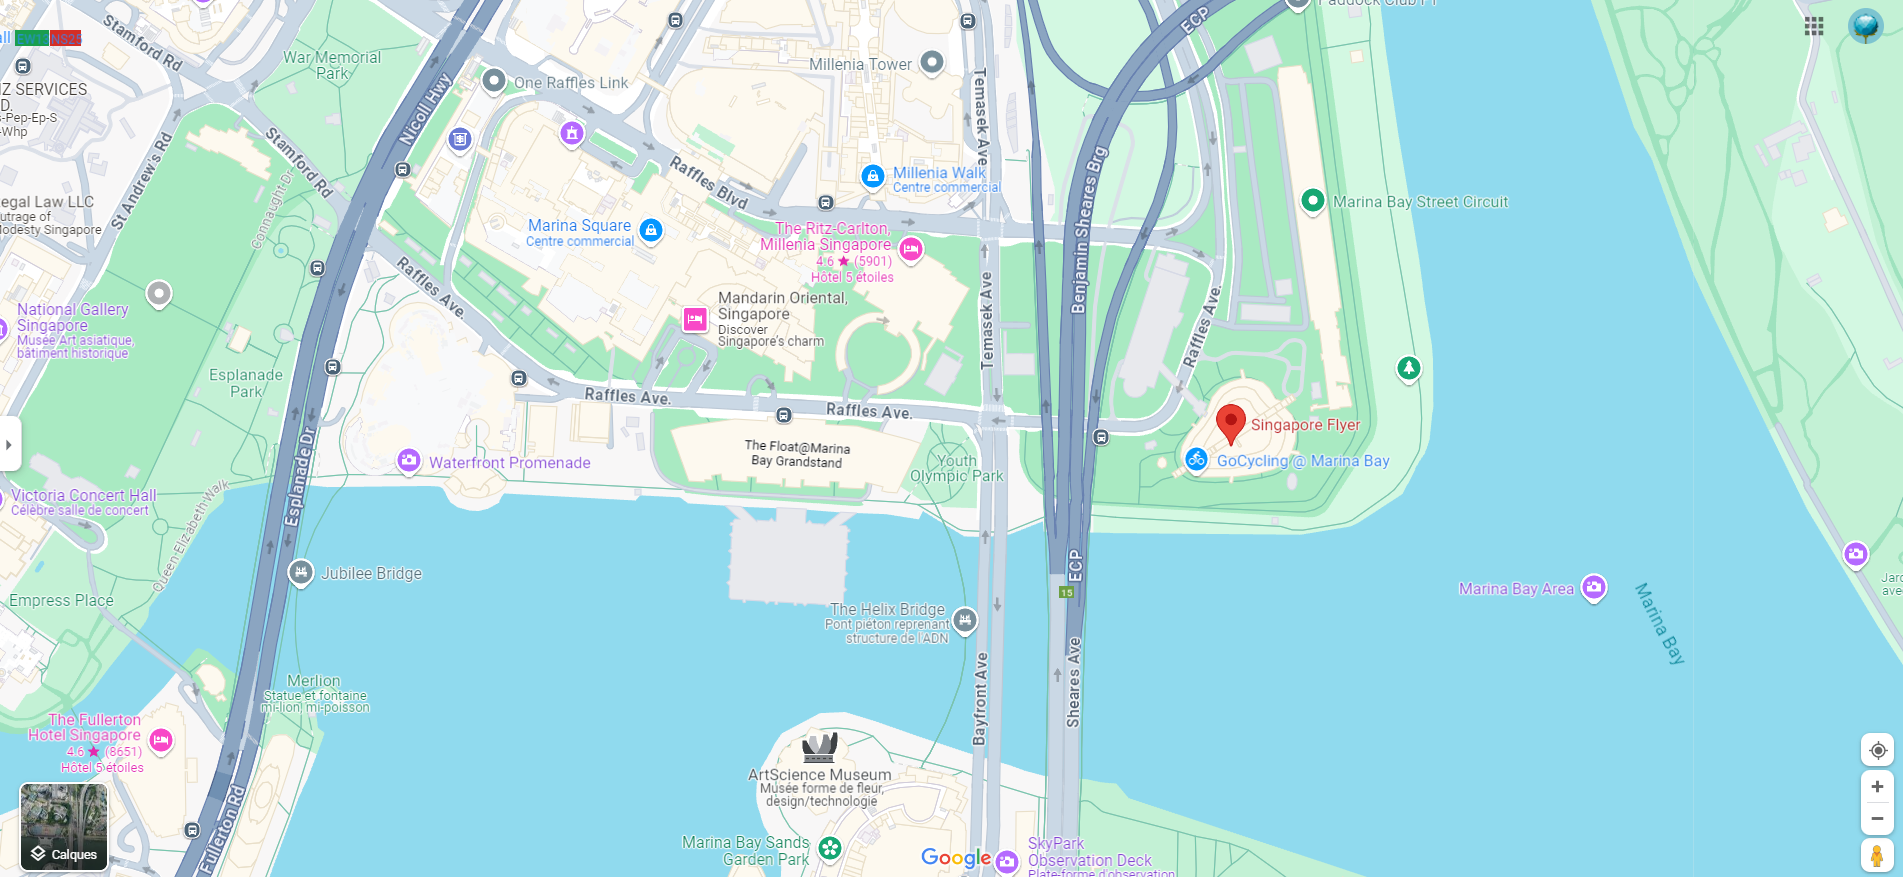 Stamford Rd
all
EW13
NS25
IZ SERVICES
D.
s-Pep-Ep-S
-Whp
War Memorial
Park
Nicoll Hwy
One Raffles Link
Millenia Tower
Temasek Ave
ECP
Paddock Club F1
St Andrew's Rd
Stamford Rd
Connaught Dr
Raffles Blvd
Millenia Walk
Centre commercial
Benjamin Sheares Brg
Marina Bay Street Circuit
egal Law LLC
utrage of
Modesty Singapore
Marina Square
Centre commercial
The Ritz-Carlton,
Millenia Singapore
4,6 ★ (5901)
Hôtel 5 étoiles
Raffles Ave.
Mandarin Oriental,
Singapore
Discover
Singapore's charm
Temasek Ave
Raffles Ave.
National Gallery
Singapore
Musée Art asiatique,
bâtiment historique
Esplanade
Park
Raffles Ave.
Raffles Ave.
Singapore Flyer
GoCycling @ Marina Bay
The Float@Marina
Bay Grandstand
Youth
Olympic Park
Waterfront Promenade
Esplanade Dr
Victoria Concert Hall
Célèbre salle de concert
Queen Elizabeth Walk
Jubilee Bridge
Empress Place
ECP
15
The Helix Bridge
Pont piéton reprenant
structure de l'ADN
Marina Bay Area
Marina Bay
Jarc
avec
Merlion
Statue et fontaine
mi-lion, mi-poisson
Bayfront Ave
Sheares Ave
The Fullerton
Hotel Singapore
4,6 ★ (8651)
Hôtel 5 étoiles
Fullerton Rd
ArtScience Museum
Musée forme de fleur,
design/technologie
Marina Bay Sands
Garden Park
Calques
Google
SkyPark
Observation Deck
Plate-forme d'observation